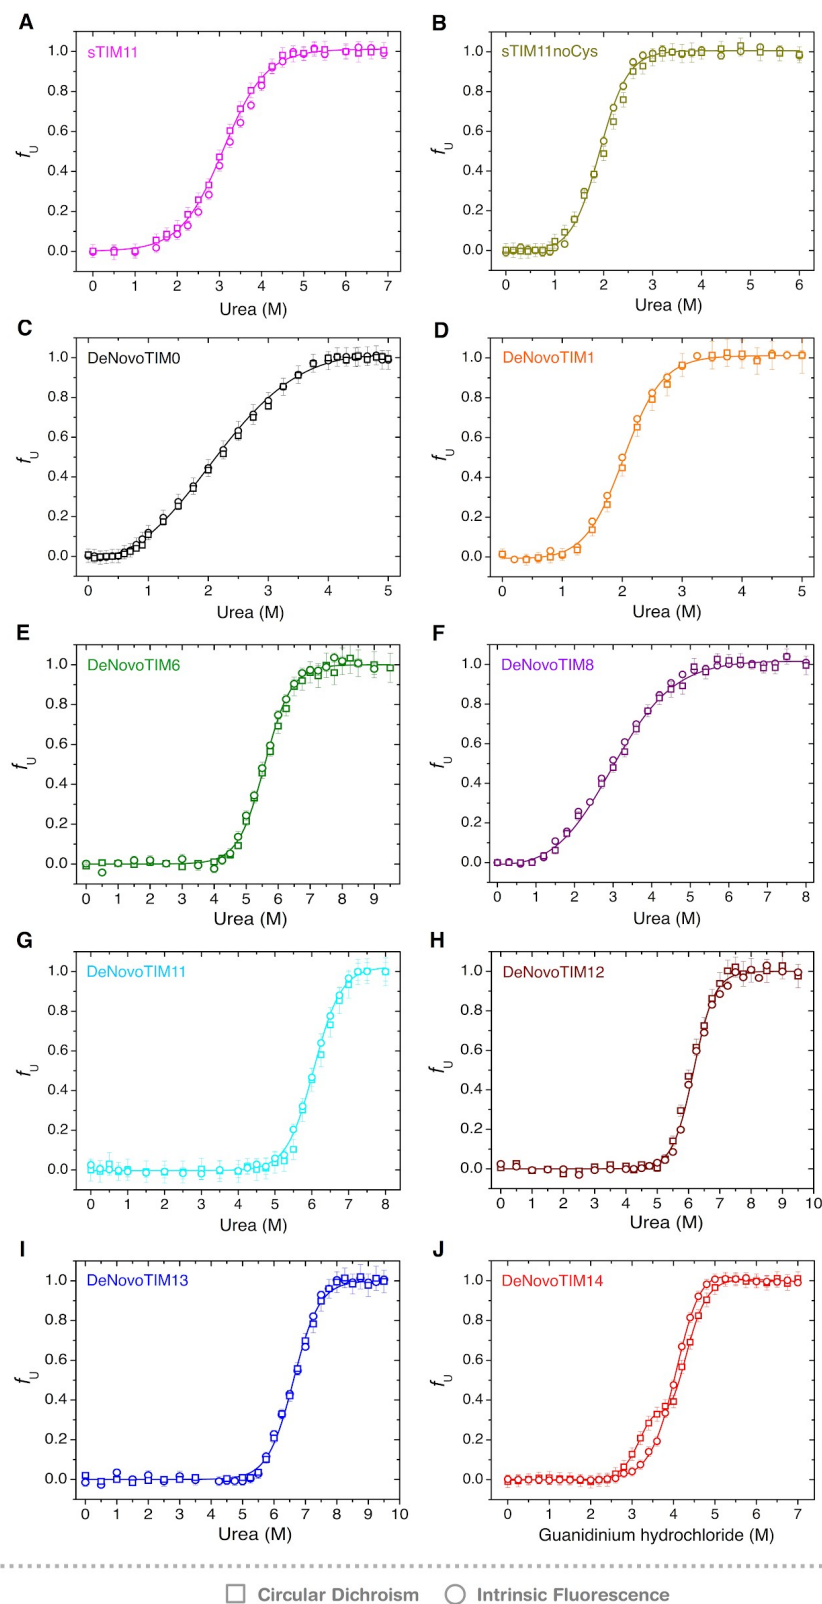 A
sTIM11
1.0
0.8
0.6
0.4
0.2
0.0
fU
0 1 2 3 4 5 6 7
Urea (M)
B
sTIM11noCys
1.0
0.8
0.6
0.4
0.2
0.0
fU
0 1 2 3 4 5 6
Urea (M)
C
DeNovoTIM0
1.0
0.8
0.6
0.4
0.2
0.0
fU
0 1 2 3 4 5
Urea (M)
D
DeNovoTIM1
1.0
0.8
0.6
0.4
0.2
0.0
fU
0 1 2 3 4 5
Urea (M)
E
DeNovoTIM6
1.0
0.8
0.6
0.4
0.2
0.0
fU
0 1 2 3 4 5 6 7 8 9
Urea (M)
F
DeNovoTIM8
1.0
0.8
0.6
0.4
0.2
0.0
fU
0 1 2 3 4 5 6 7 8
Urea (M)
G
DeNovoTIM11
1.0
0.8
0.6
0.4
0.2
0.0
fU
0 1 2 3 4 5 6 7 8
Urea (M)
H
DeNovoTIM12
1.0
0.8
0.6
0.4
0.2
0.0
fU
0 1 2 3 4 5 6 7 8 9 10
Urea (M)
I
DeNovoTIM13
1.0
0.8
0.6
0.4
0.2
0.0
fU
0 1 2 3 4 5 6 7 8 9 10
Urea (M)
J
DeNovoTIM14
1.0
0.8
0.6
0.4
0.2
0.0
fU
0 1 2 3 4 5 6 7
Guanidinium hydrochloride (M)
Circular Dichroism Intrinsic Fluorescence